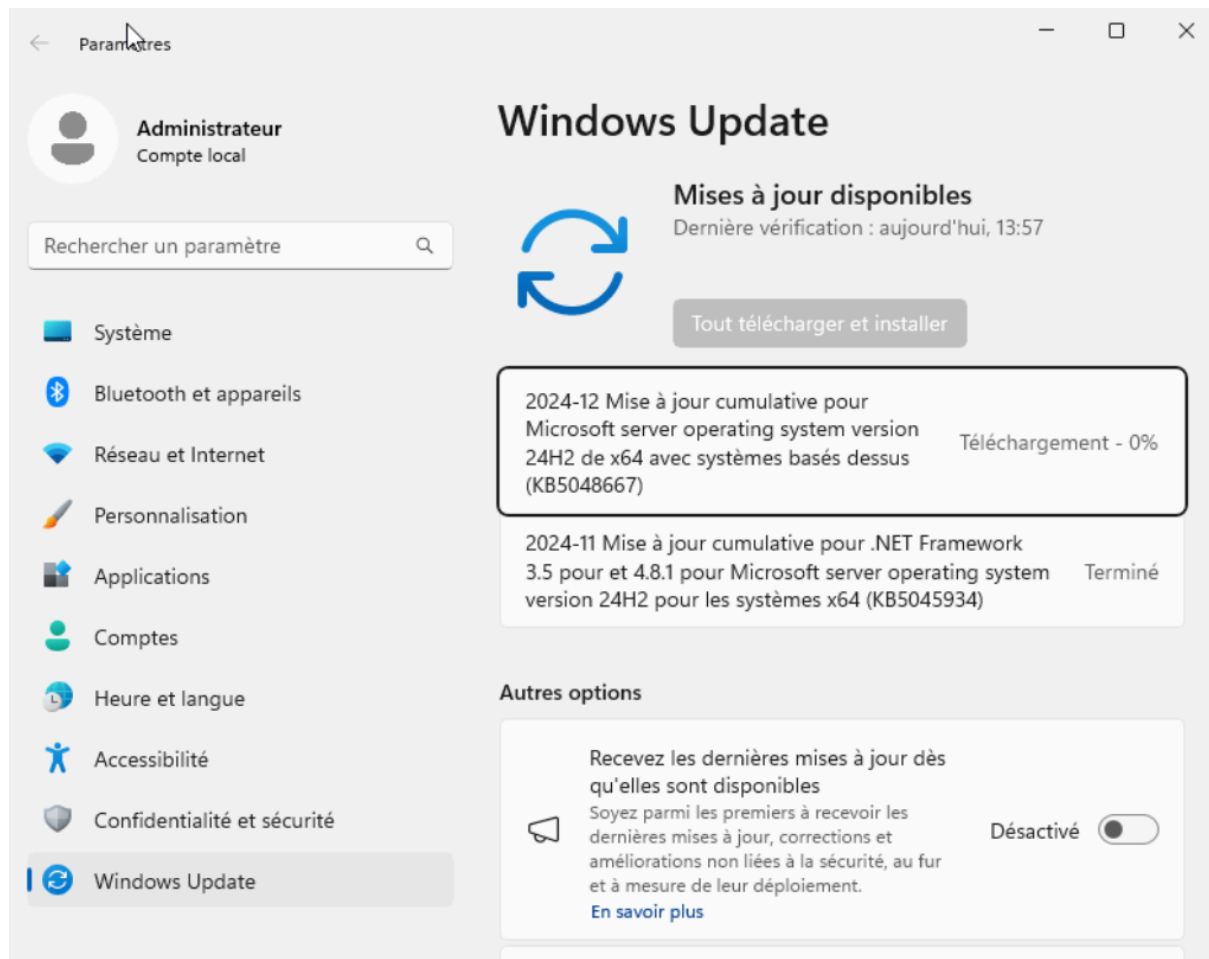 Paramètres
Administrateur
Compte local
Rechercher un paramètre
Système
Bluetooth et appareils
Réseau et Internet
Personnalisation
Applications
Comptes
Heure et langue
Accessibilité
Confidentialité et sécurité
Windows Update
Windows Update
Mises à jour disponibles
Dernière vérification : aujourd'hui, 13:57
Tout télécharger et installer
2024-12 Mise à jour cumulative pour
Microsoft server operating system version
24H2 de x64 avec systèmes basés dessus
(KB5048667)
Téléchargement - 0%
2024-11 Mise à jour cumulative pour .NET Framework
3.5 pour et 4.8.1 pour Microsoft server operating system
version 24H2 pour les systèmes x64 (KB5045934)
Terminé
Autres options
Recevez les dernières mises à jour dès
qu'elles sont disponibles
Soyez parmi les premiers à recevoir les
dernières mises à jour, corrections et
améliorations non liées à la sécurité, au fur
et à mesure de leur déploiement.
En savoir plus
Désactivé